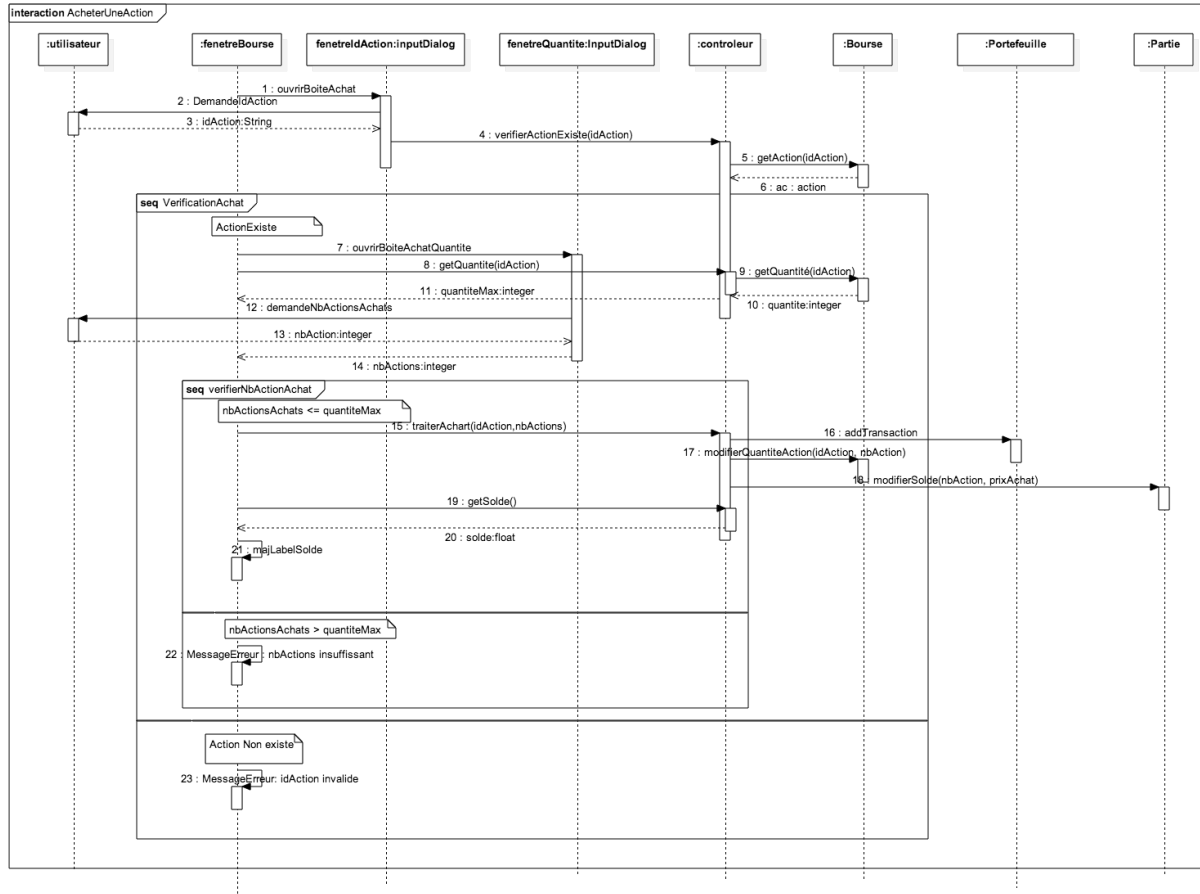 interaction AcheterUneAction
:utilisateur
:fenetreBourse
fenetreIdAction:inputDialog
fenetreQuantite:InputDialog
:controleur
:Bourse
:Portefeuille
:Partie
1 : ouvrirBoiteAchat
2 : DemandeIdAction
3 : idAction:String
4 : verifierActionExiste(idAction)
5 : getAction(idAction)
6 : ac : action
seq VerificationAchat
ActionExiste
7 : ouvrirBoiteAchatQuantite
8 : getQuantite(idAction)
9 : getQuantité(idAction)
11 : quantiteMax:integer
10 : quantite:integer
12 : demandeNbActionsAchats
13 : nbAction:integer
14 : nbActions:integer
seq verifierNbActionAchat
nbActionsAchats <= quantiteMax
15 : traiterAchart(idAction,nbActions)
16 : addTransaction
17 : modifierQuantiteAction(idAction, nbAction)
18 : modifierSolde(nbAction, prixAchat)
19 : getSolde()
20 : solde:float
21 : majLabelSolde
nbActionsAchats > quantiteMax
22 : MessageErreur : nbActions insuffissant
Action Non existe
23 : MessageErreur: idAction invalide